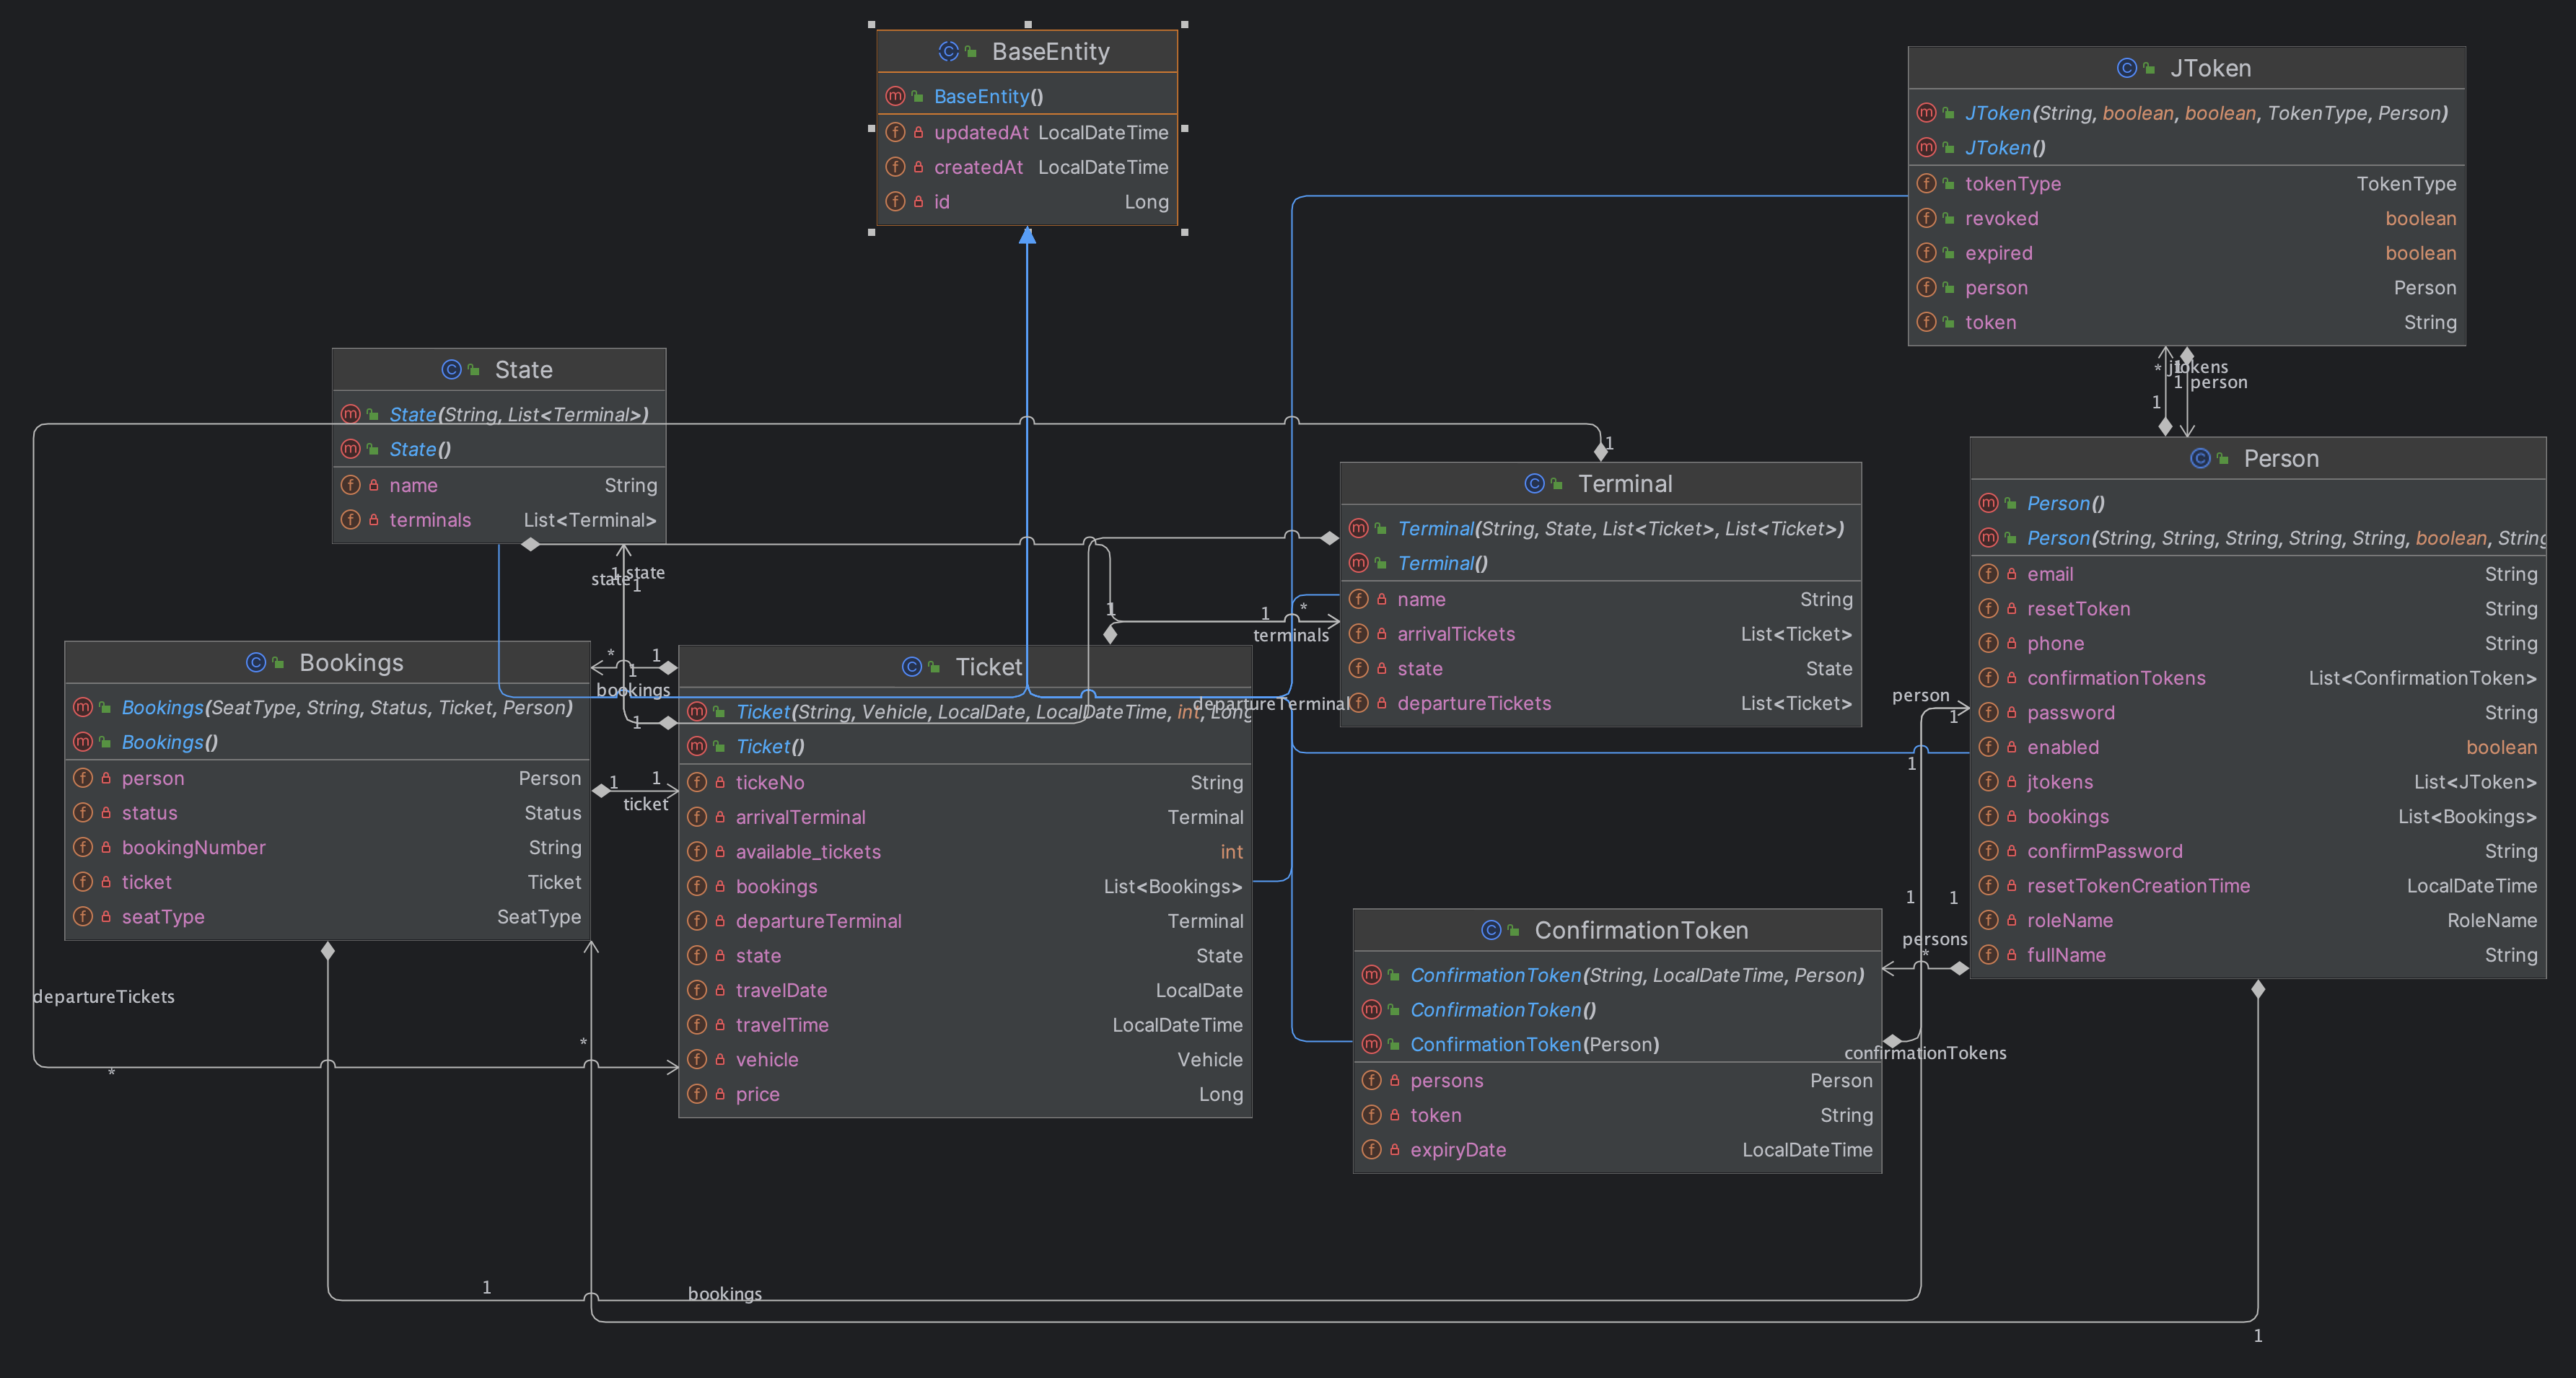 BaseEntity
BaseEntity()
updatedAt LocalDateTime
createdAt LocalDateTime
id Long
JToken
JToken(String, boolean, boolean, TokenType, Person)
JToken()
tokenType TokenType
revoked boolean
expired boolean
person Person
token String
* jtokens
1 person
1
State
State(String, List<Terminal>)
State()
name String
terminals List<Terminal>
1
Terminal
Terminal(String, State, List<Ticket>, List<Ticket>)
Terminal()
name String
arrivalTickets List<Ticket>
state State
departureTickets List<Ticket>
Person
Person()
Person(String, String, String, String, String, boolean, String
email String
resetToken String
phone String
confirmationTokens List<ConfirmationToken>
password String
enabled boolean
jtokens List<JToken>
bookings List<Bookings>
confirmPassword String
resetTokenCreationTime LocalDateTime
roleName RoleName
fullName String
state
1 state
1
1
1 *
terminals
departureTerminal
Bookings
Bookings(SeatType, String, Status, Ticket, Person)
Bookings()
person Person
status Status
bookingNumber String
ticket Ticket
seatType SeatType
* 1
1
bookings
1
1 1
ticket
Ticket
Ticket(String, Vehicle, LocalDate, LocalDateTime, int, Long
Ticket()
tickeNo String
arrivalTerminal Terminal
available_tickets int
bookings List<Bookings>
departureTerminal Terminal
state State
travelDate LocalDate
travelTime LocalDateTime
vehicle Vehicle
price Long
person
1
1
1 1
persons
*
ConfirmationToken
ConfirmationToken(String, LocalDateTime, Person)
ConfirmationToken()
ConfirmationToken(Person)
persons Person
token String
expiryDate LocalDateTime
confirmationTokens
departureTickets
*
*
1
bookings
1